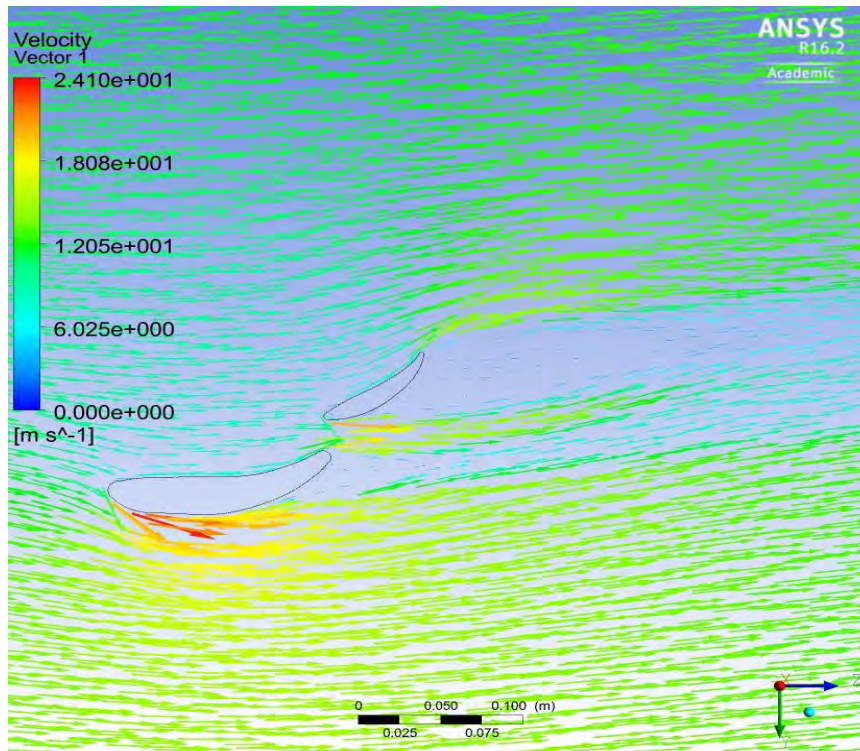 Velocity
Vector 1
2.410e+001
1.808e+001
1.205e+001
6.025e+000
0.000e+000
[m s^-1]
ANSYS
R16.2
Academic
0 0.050 0.100 (m)
0.025 0.075
Z